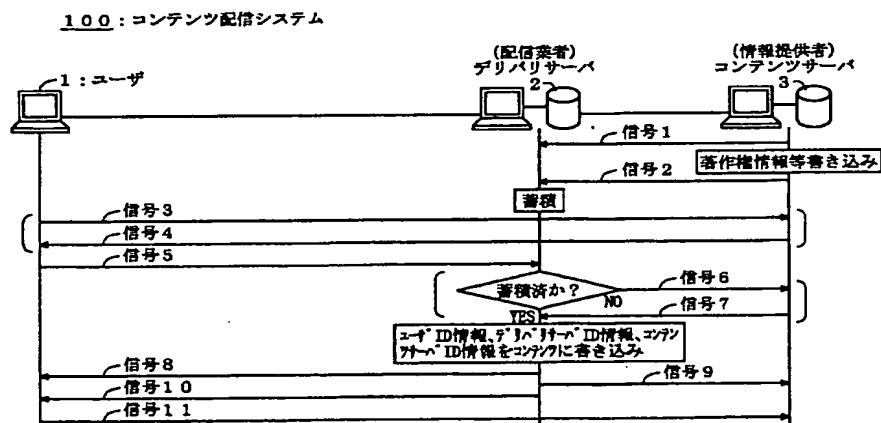 100：コンテンツ配信システム
1：ユーザ
(配信業者)
デリバリサーバ
2
(情報提供者)
コンテンツサーバ
3
信号1
著作権情報等書き込み
信号2
蓄積
信号3
信号4
信号5
蓄積済か？
信号6
NO
信号7
YES
ユーザID情報、デリバリサーバID情報、コンテン
ツサーバID情報をコンテンツに書き込み
信号8
信号9
信号10
信号11